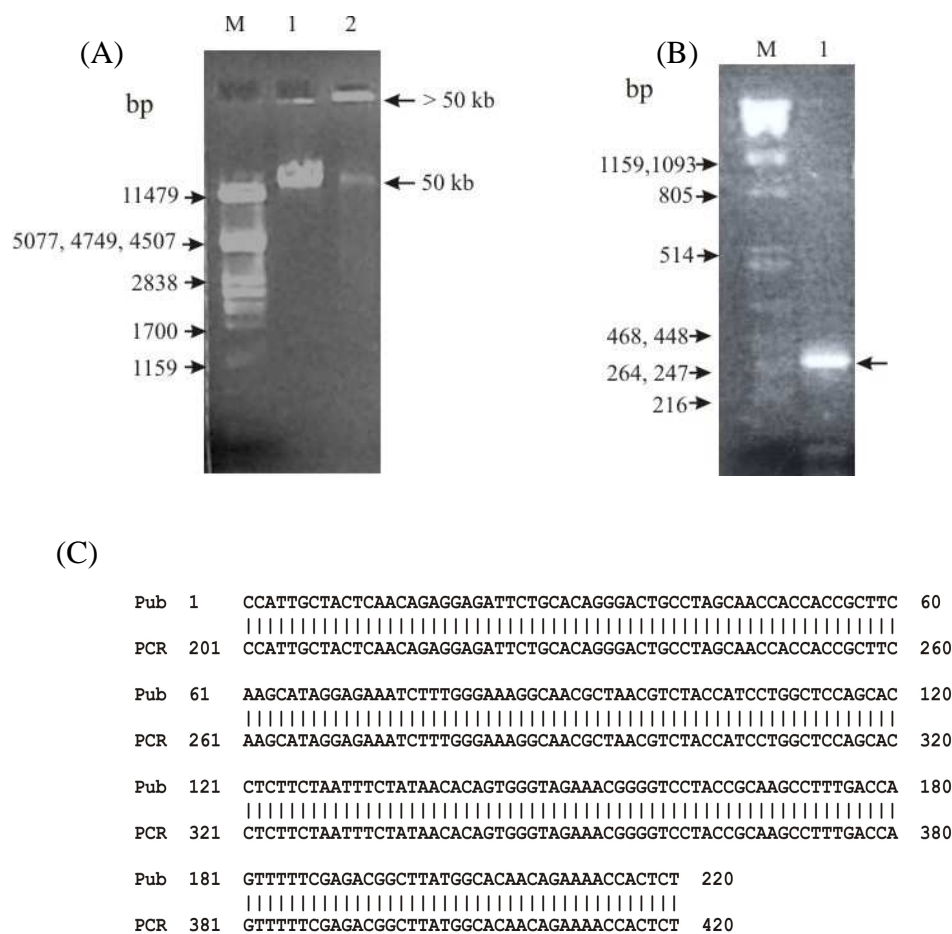 (A)
M 1 2
bp
> 50 kb
50 kb
11479
5077, 4749, 4507
2838
1700
1159
(B)
M 1
bp
1159,1093
805
514
468, 448
264, 247
216
(C)
Pub 1 CCATTGCTACTCAACAGAGGAGATTCTGCACAGGGACTGCCTAGCAACCACCACCGCTTC 60
PCR 201 CCATTGCTACTCAACAGAGGAGATTCTGCACAGGGACTGCCTAGCAACCACCACCGCTTC 260
Pub 61 AAGCATAGGAGAAATCTTTGGGAAAGGCAACGCTAACGTCTACCATCCTGGCTCCAGCAC 120
PCR 261 AAGCATAGGAGAAATCTTTGGGAAAGGCAACGCTAACGTCTACCATCCTGGCTCCAGCAC 320
Pub 121 CTCTTCTAATTTCTATAACACAGTGGGTAGAAACGGGGTCCTACCGCAAGCCTTTGACCA 180
PCR 321 CTCTTCTAATTTCTATAACACAGTGGGTAGAAACGGGGTCCTACCGCAAGCCTTTGACCA 380
Pub 181 GTTTTTCGAGACGGCTTATGGCACAACAGAAAACCACTCT 220
PCR 381 GTTTTTCGAGACGGCTTATGGCACAACAGAAAACCACTCT 420